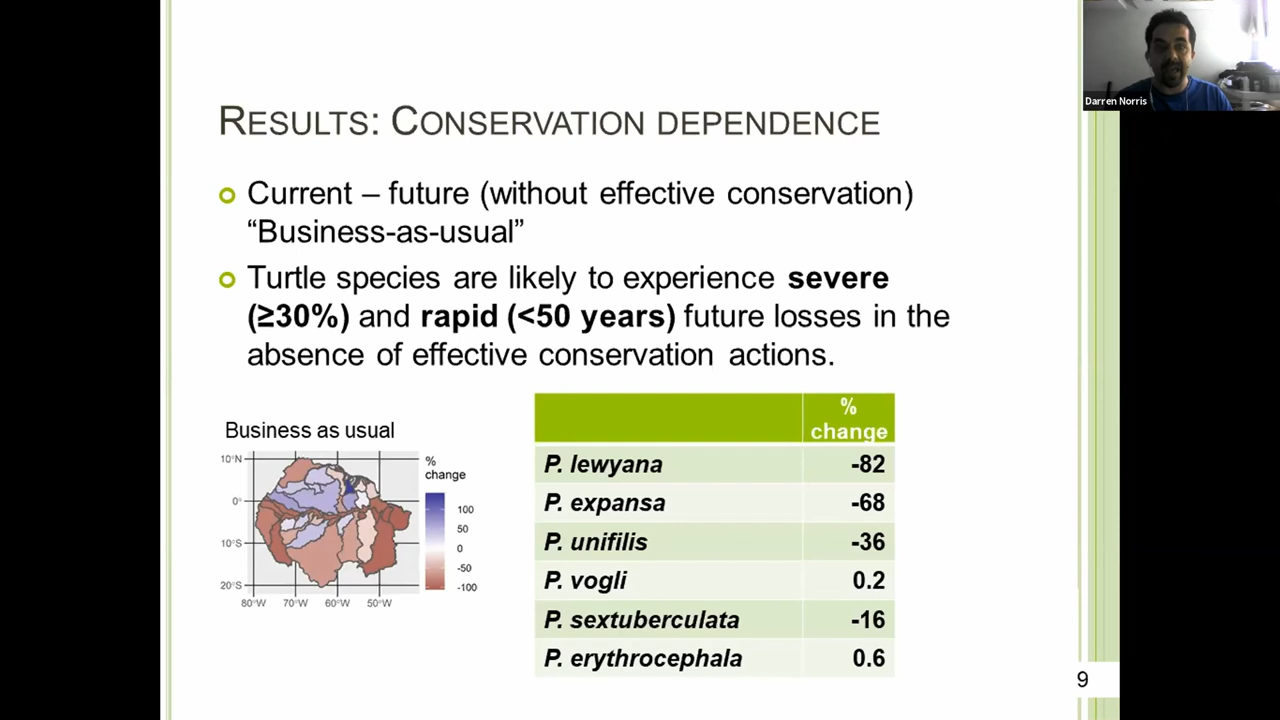 Darren Norris
RESULTS: CONSERVATION DEPENDENCE
Current – future (without effective conservation)
“Business-as-usual”
Turtle species are likely to experience severe
(≥30%) and rapid (<50 years) future losses in the
absence of effective conservation actions.
Business as usual
%
change
10°N
0°
10°S
20°S
80°W 70°W 60°W 50°W
100
50
0
-50
-100
%
change
P. lewyana -82
P. expansa -68
P. unifilis -36
P. vogli 0.2
P. sextuberculata -16
P. erythrocephala 0.6
9